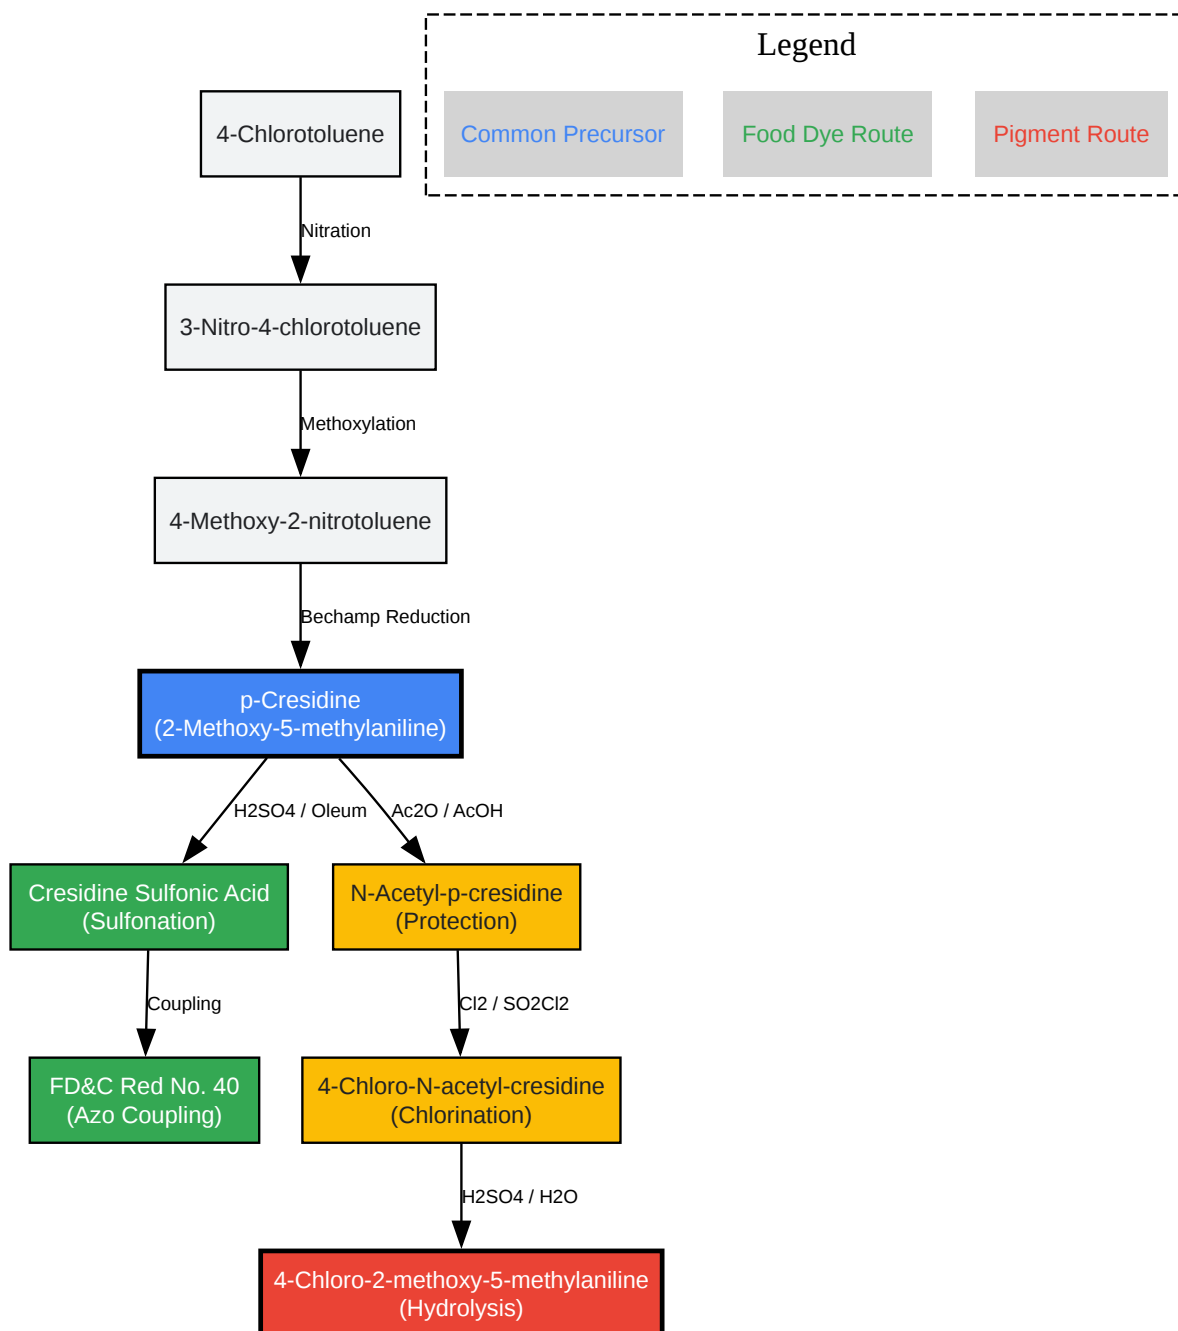 Legend
Common Precursor
Food Dye Route
Pigment Route
4-Chlorotoluene
Nitration
3-Nitro-4-chlorotoluene
Methoxylation
4-Methoxy-2-nitrotoluene
Bechamp Reduction
p-Cresidine
(2-Methoxy-5-methylaniline)
H2SO4 / Oleum
Ac2O / AcOH
Cresidine Sulfonic Acid
(Sulfonation)
N-Acetyl-p-cresidine
(Protection)
Coupling
Cl2 / SO2Cl2
FD&C Red No. 40
(Azo Coupling)
4-Chloro-N-acetyl-cresidine
(Chlorination)
H2SO4 / H2O
4-Chloro-2-methoxy-5-methylaniline
(Hydrolysis)